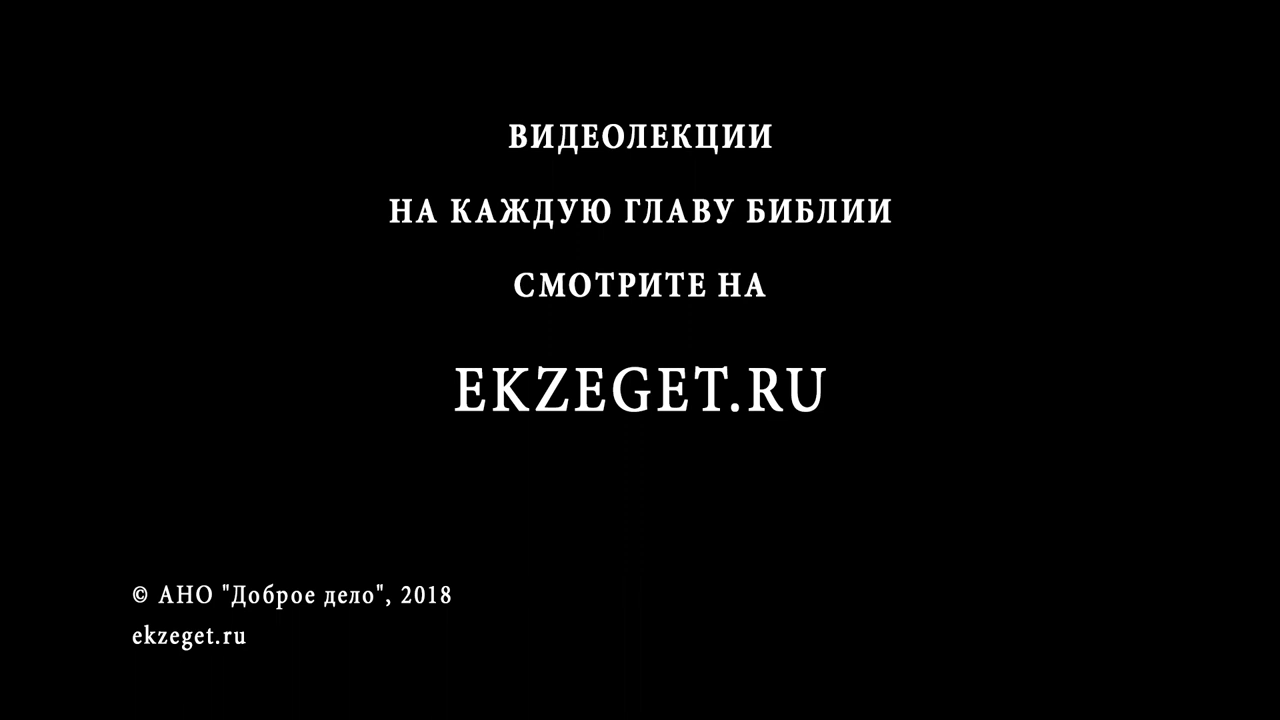 ВИДЕОЛЕКЦИИ
НА КАЖДУЮ ГЛАВУ БИБЛИИ
СМОТРИТЕ НА
EKZEGET.RU
© АНО "Доброе дело", 2018
ekzeget.ru